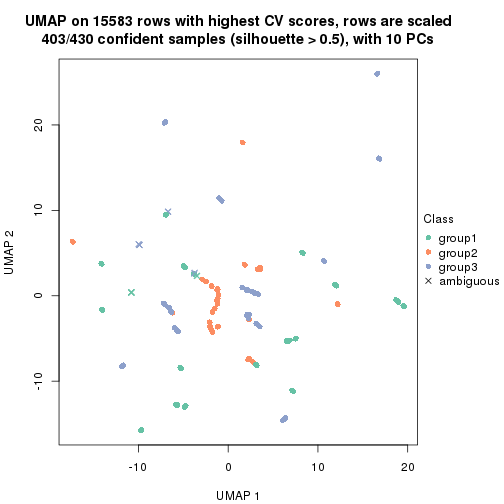 UMAP on 15583 rows with highest CV scores, rows are scaled
403/430 confident samples (silhouette > 0.5), with 10 PCs
20
10
0
-10
UMAP 2
-10
0
10
20
UMAP 1
Class
group1
group2
group3
ambiguous